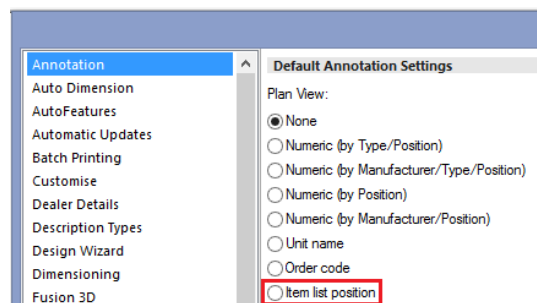 Annotation
Auto Dimension
AutoFeatures
Automatic Updates
Batch Printing
Customise
Dealer Details
Description Types
Design Wizard
Dimensioning
Fusion 3D
Default Annotation Settings
Plan View:
None
Numeric (by Type/Position)
Numeric (by Manufacturer/Type/Position)
Numeric (by Position)
Numeric (by Manufacturer/Position)
Unit name
Order code
Item list position